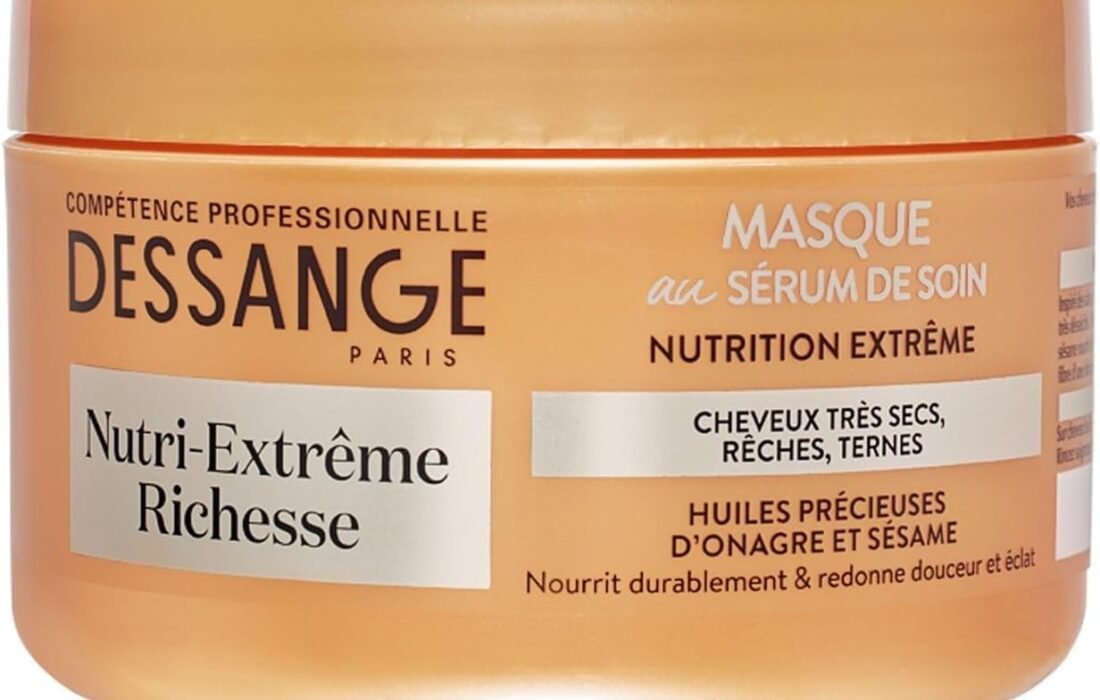 COMPÉTENCE PROFESSIONNELLE
DESSANGE
PARIS
Nutri-Extrême
Richesse
MASQUE
au SÉRUM DE SOIN
NUTRITION EXTRÊME
CHEVEUX TRÈS SECS,
RÊCHES, TERNES
HUILES PRÉCIEUSES
D'ONAGRE ET SÉSAME
Nourrit durablement & redonne douceur et éclat